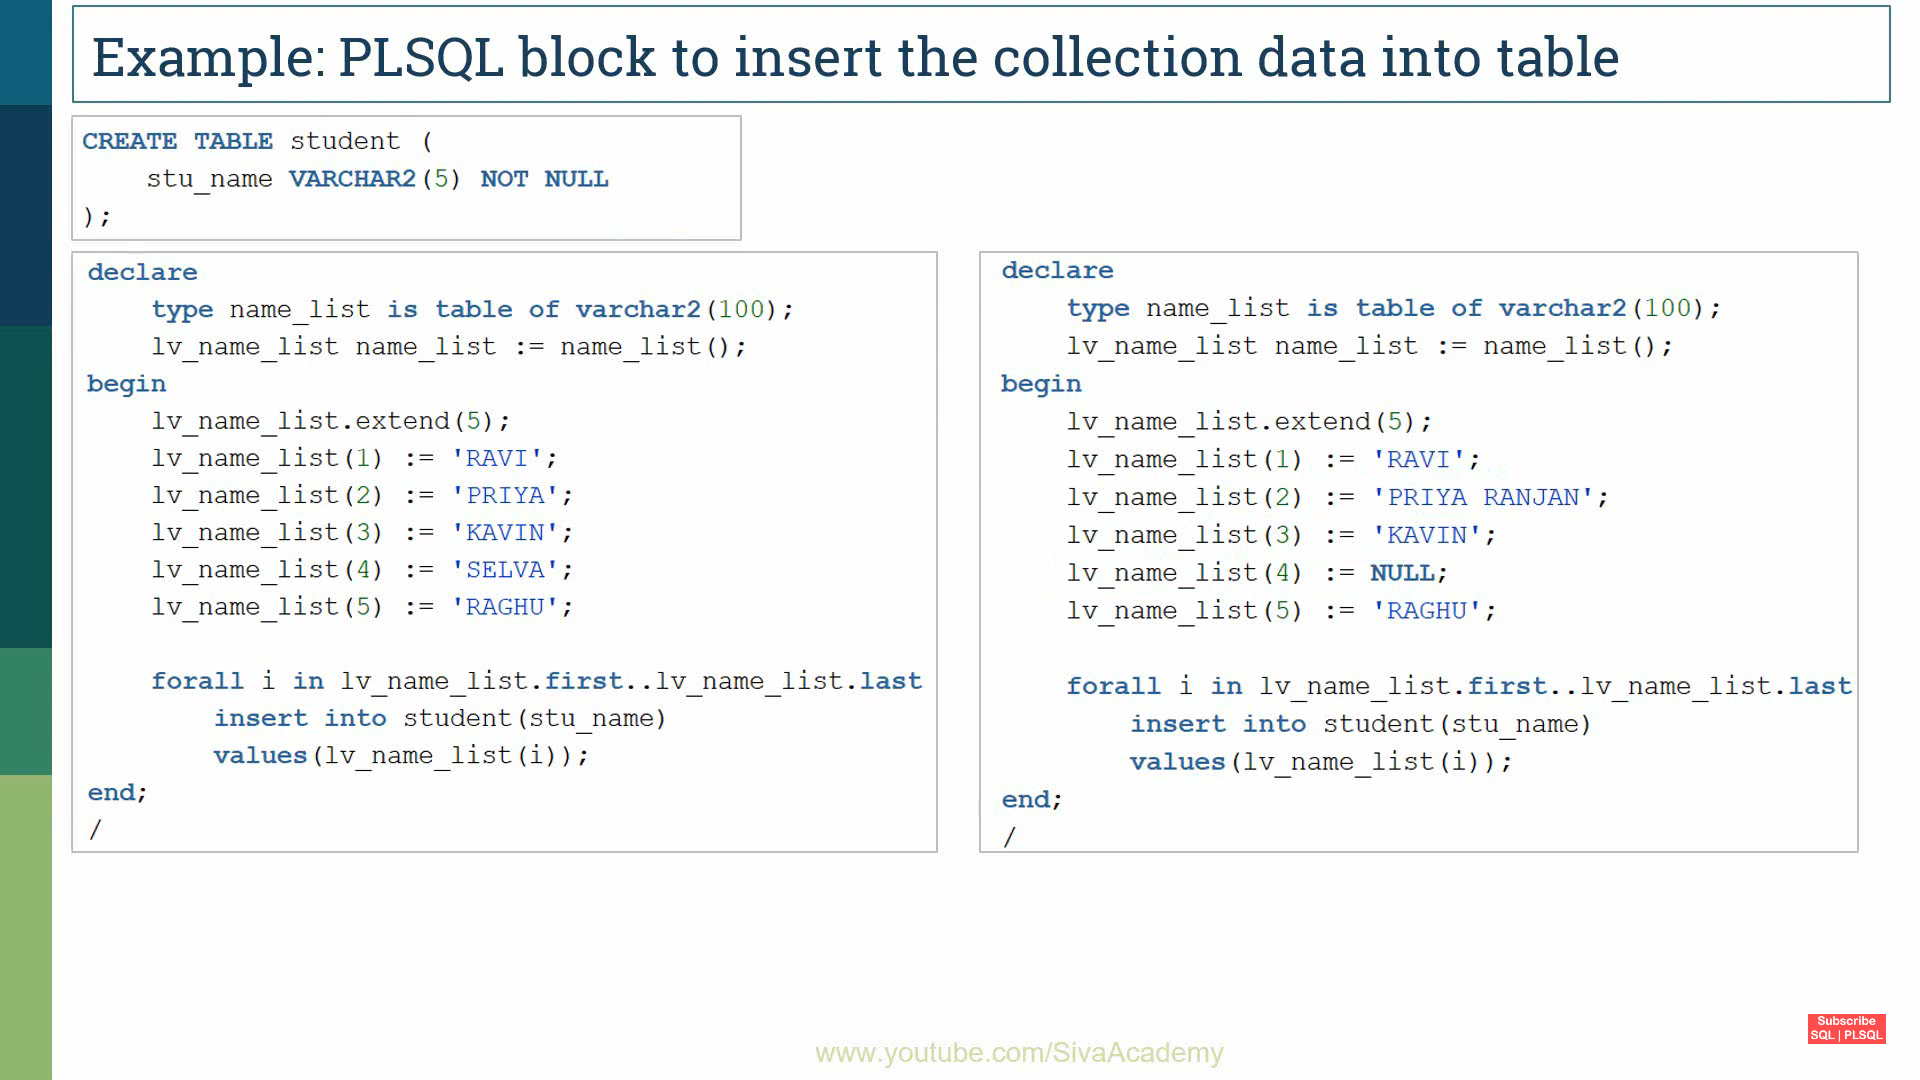 Example: PLSQL block to insert the collection data into table
CREATE TABLE student (
    stu_name VARCHAR2(5) NOT NULL
);
declare
    type name_list is table of varchar2(100);
    lv_name_list name_list := name_list();
begin
    lv_name_list.extend(5);
    lv_name_list(1) := 'RAVI';
    lv_name_list(2) := 'PRIYA';
    lv_name_list(3) := 'KAVIN';
    lv_name_list(4) := 'SELVA';
    lv_name_list(5) := 'RAGHU';
    forall i in lv_name_list.first..lv_name_list.last
        insert into student(stu_name)
        values(lv_name_list(i));
end;
/
declare
    type name_list is table of varchar2(100);
    lv_name_list name_list := name_list();
begin
    lv_name_list.extend(5);
    lv_name_list(1) := 'RAVI';
    lv_name_list(2) := 'PRIYA RANJAN';
    lv_name_list(3) := 'KAVIN';
    lv_name_list(4) := NULL;
    lv_name_list(5) := 'RAGHU';
    forall i in lv_name_list.first..lv_name_list.last
        insert into student(stu_name)
        values(lv_name_list(i));
end;
/
Subscribe
SQL | PLSQL
www.youtube.com/SivaAcademy